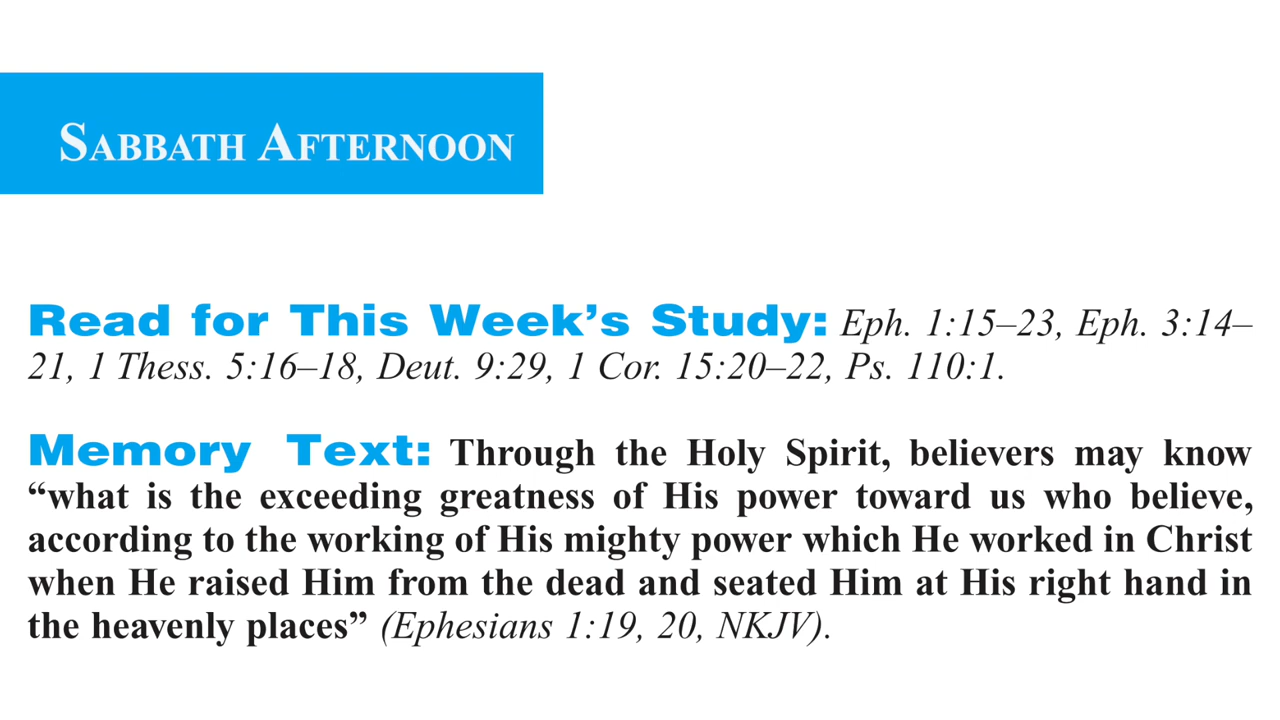 SABBATH AFTERNOON
Read for This Week’s Study: Eph. 1:15–23, Eph. 3:14–
21, 1 Thess. 5:16–18, Deut. 9:29, 1 Cor. 15:20–22, Ps. 110:1.
Memory Text: Through the Holy Spirit, believers may know
“what is the exceeding greatness of His power toward us who believe,
according to the working of His mighty power which He worked in Christ
when He raised Him from the dead and seated Him at His right hand in
the heavenly places” (Ephesians 1:19, 20, NKJV).